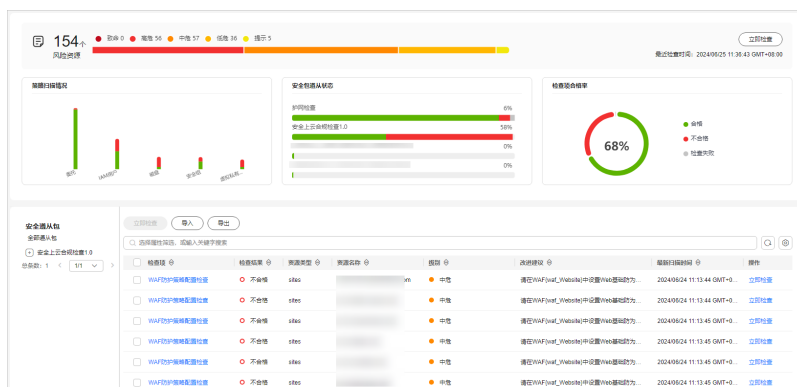 154个
风险资源
致命 0 高危 56 中危 57 低危 36 提示 5
立即检查
最近检查时间：2024/06/25 11:36:43 GMT+08:00
策略扫描情况
委托
IAM用户
磁盘
安全组
虚拟私有...
安全包遵从状态
护网检查 6%
安全上云合规检查1.0 58%
0%
0%
检查项合格率
68%
合格
不合格
检查失败
安全遵从包
全部遵从包
安全上云合规检查1.0
总条数：1 1/1
立即检查 导入 导出
选择属性筛选，或输入关键字搜索
检查项 检查结果 资源类型 资源名称 级别 改进建议 最新扫描时间 操作
WAF防护策略配置检查 不合格 sites om 中危 请在WAF(waf_Website)中设置Web基础防为... 2024/06/24 11:13:44 GMT+0... 立即检查
WAF防护策略配置检查 不合格 sites 中危 请在WAF(waf_Website)中设置Web基础防为... 2024/06/24 11:13:44 GMT+0... 立即检查
WAF防护策略配置检查 不合格 sites 中危 请在WAF(waf_Website)中设置Web基础防为... 2024/06/24 11:13:45 GMT+0... 立即检查
WAF防护策略配置检查 不合格 sites 中危 请在WAF(waf_Website)中设置Web基础防为... 2024/06/24 11:13:45 GMT+0... 立即检查
WAF防护策略配置检查 不合格 sites 中危 请在WAF(waf_Website)中设置Web基础防为... 2024/06/24 11:13:45 GMT+0... 立即检查
WAF防护策略配置检查 不合格 sites 中危 请在WAF(waf_Website)中设置Web基础防为... 2024/06/24 11:13:45 GMT+0... 立即检查